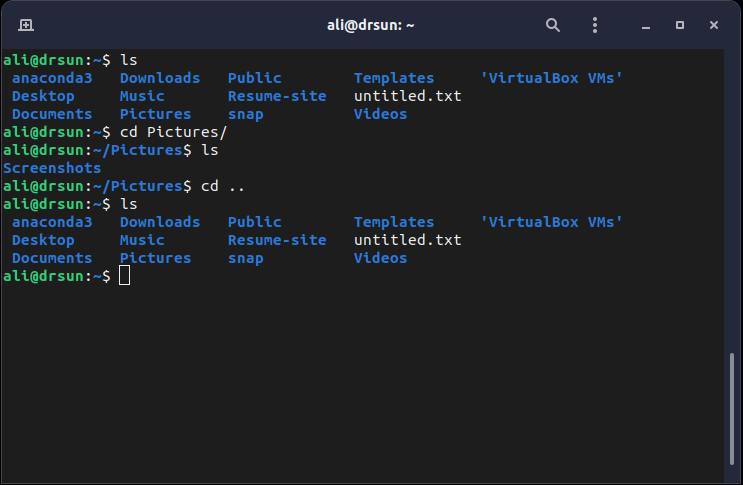 ali@drsun: ~
ali@drsun:~$ ls
anaconda3 Downloads Public Templates 'VirtualBox VMs'
Desktop Music Resume-site untitled.txt
Documents Pictures snap Videos
ali@drsun:~$ cd Pictures/
ali@drsun:~/Pictures$ ls
Screenshots
ali@drsun:~/Pictures$ cd ..
ali@drsun:~$ ls
anaconda3 Downloads Public Templates 'VirtualBox VMs'
Desktop Music Resume-site untitled.txt
Documents Pictures snap Videos
ali@drsun:~$